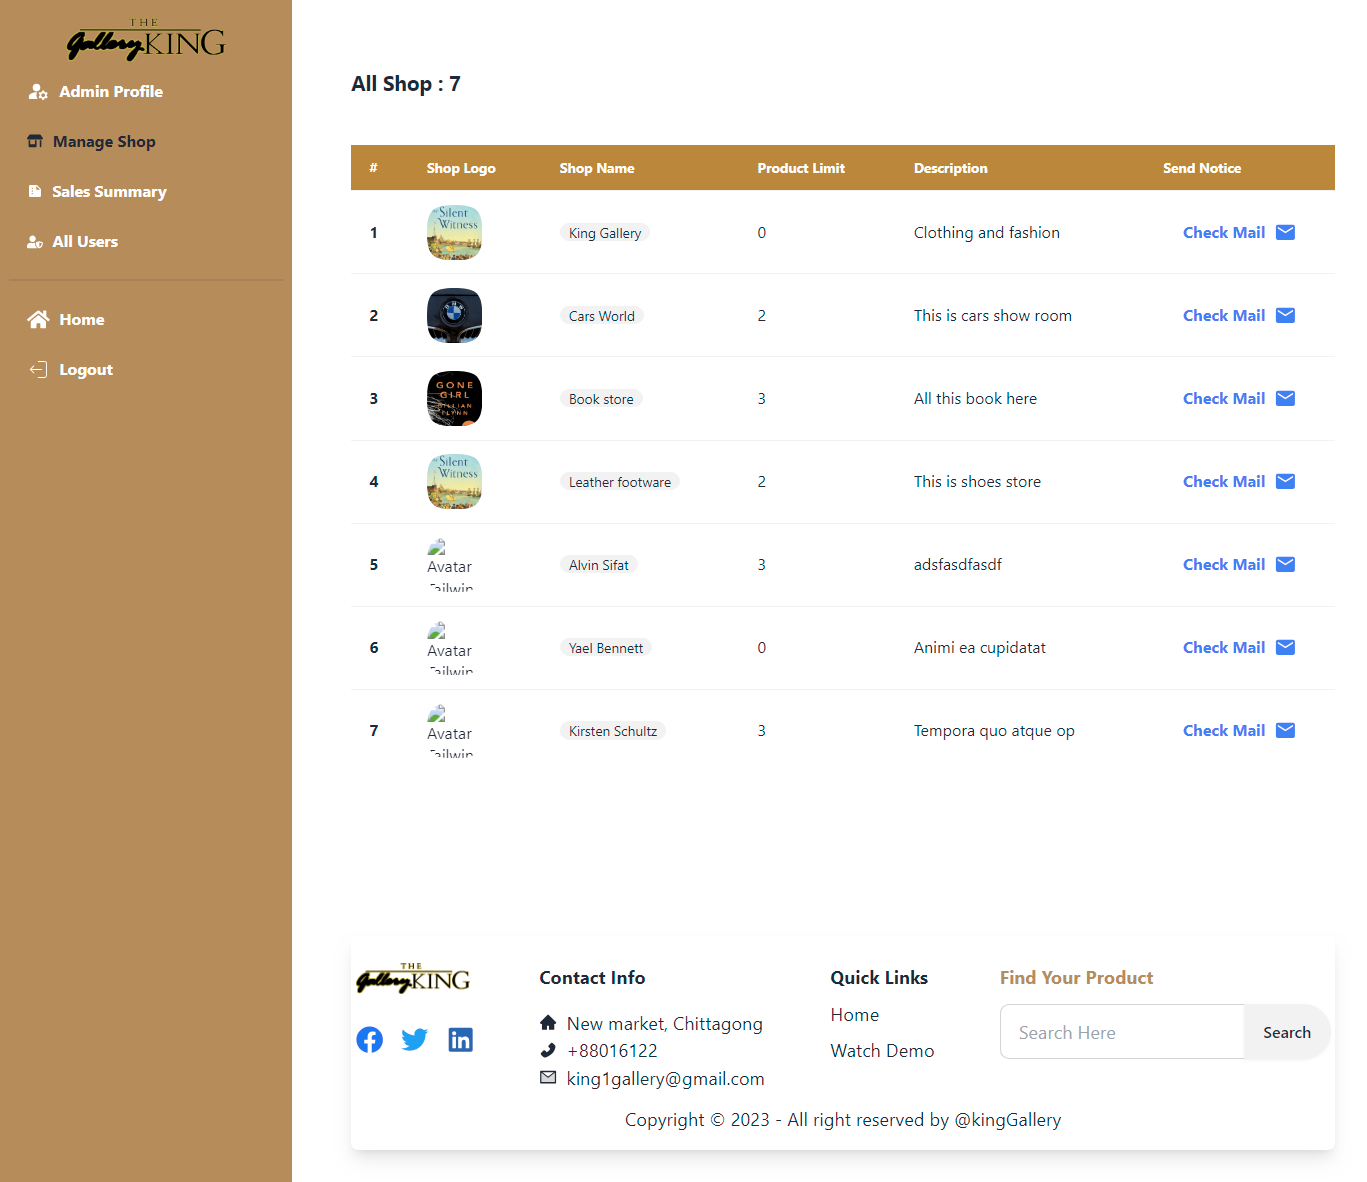 THE
Gallery KING
Admin Profile
Manage Shop
Sales Summary
All Users
Home
Logout
All Shop : 7
# Shop Logo Shop Name Product Limit Description Send Notice
1 Silent Witness King Gallery 0 Clothing and fashion Check Mail
2 Cars World 2 This is cars show room Check Mail
3 GONE GIRL GILLIAN FLYNN Book store 3 All this book here Check Mail
4 Silent Witness Leather footware 2 This is shoes store Check Mail
5 Avatar Tailwin Alvin Sifat 3 adsfasdfasdf Check Mail
6 Avatar Tailwin Yael Bennett 0 Animi ea cupidatat Check Mail
7 Avatar Tailwin Kirsten Schultz 3 Tempora quo atque op Check Mail
THE
Gallery KING
Contact Info
New market, Chittagong
+88016122
king1gallery@gmail.com
Quick Links
Home
Watch Demo
Find Your Product
Search Here Search
Copyright © 2023 - All right reserved by @kingGallery